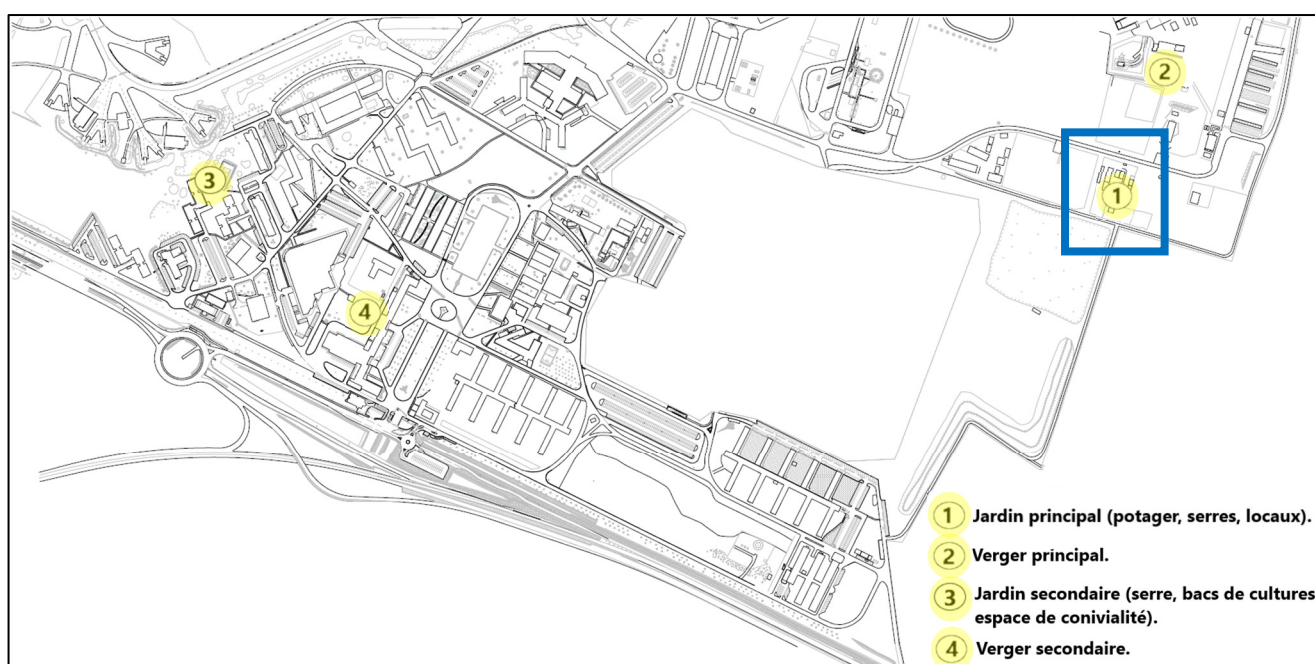 2
3
1
4
1 Jardin principal (potager, serres, locaux).
2 Verger principal.
3 Jardin secondaire (serre, bacs de cultures
espace de conivialité).
4 Verger secondaire.